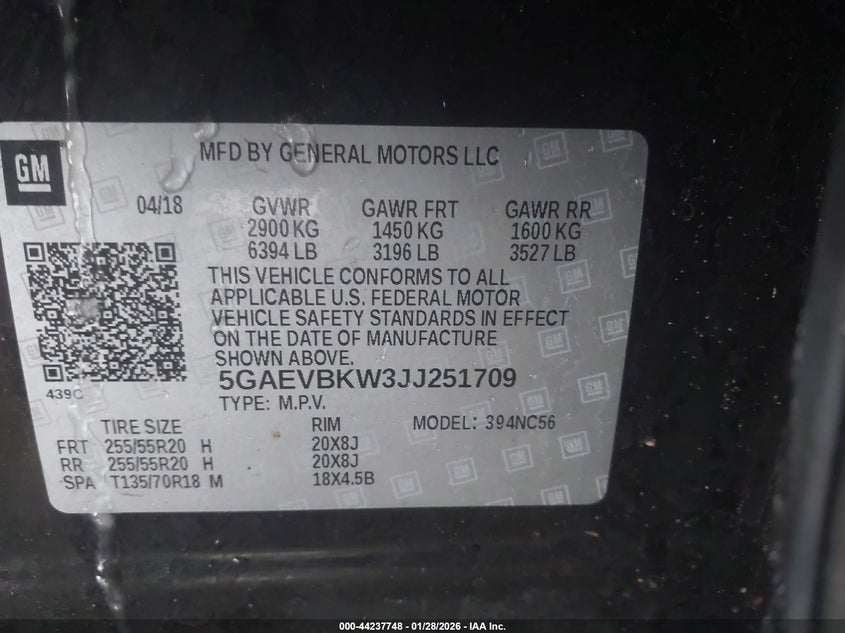 GM
MFD BY GENERAL MOTORS LLC
04/18 GVWR GAWR FRT GAWR RR
2900 KG 1450 KG 1600 KG
6394 LB 3196 LB 3527 LB
THIS VEHICLE CONFORMS TO ALL
APPLICABLE U.S. FEDERAL MOTOR
VEHICLE SAFETY STANDARDS IN EFFECT
ON THE DATE OF MANUFACTURE
SHOWN ABOVE.
439C
5GAEVBKW3JJ251709
TYPE: M.P.V.
TIRE SIZE RIM MODEL: 394NC56
FRT 255/55R20 H 20X8J
RR 255/55R20 H 20X8J
SPA T135/70R18 M 18X4.5B
000-44237748 - 01/28/2026 - IAA Inc.